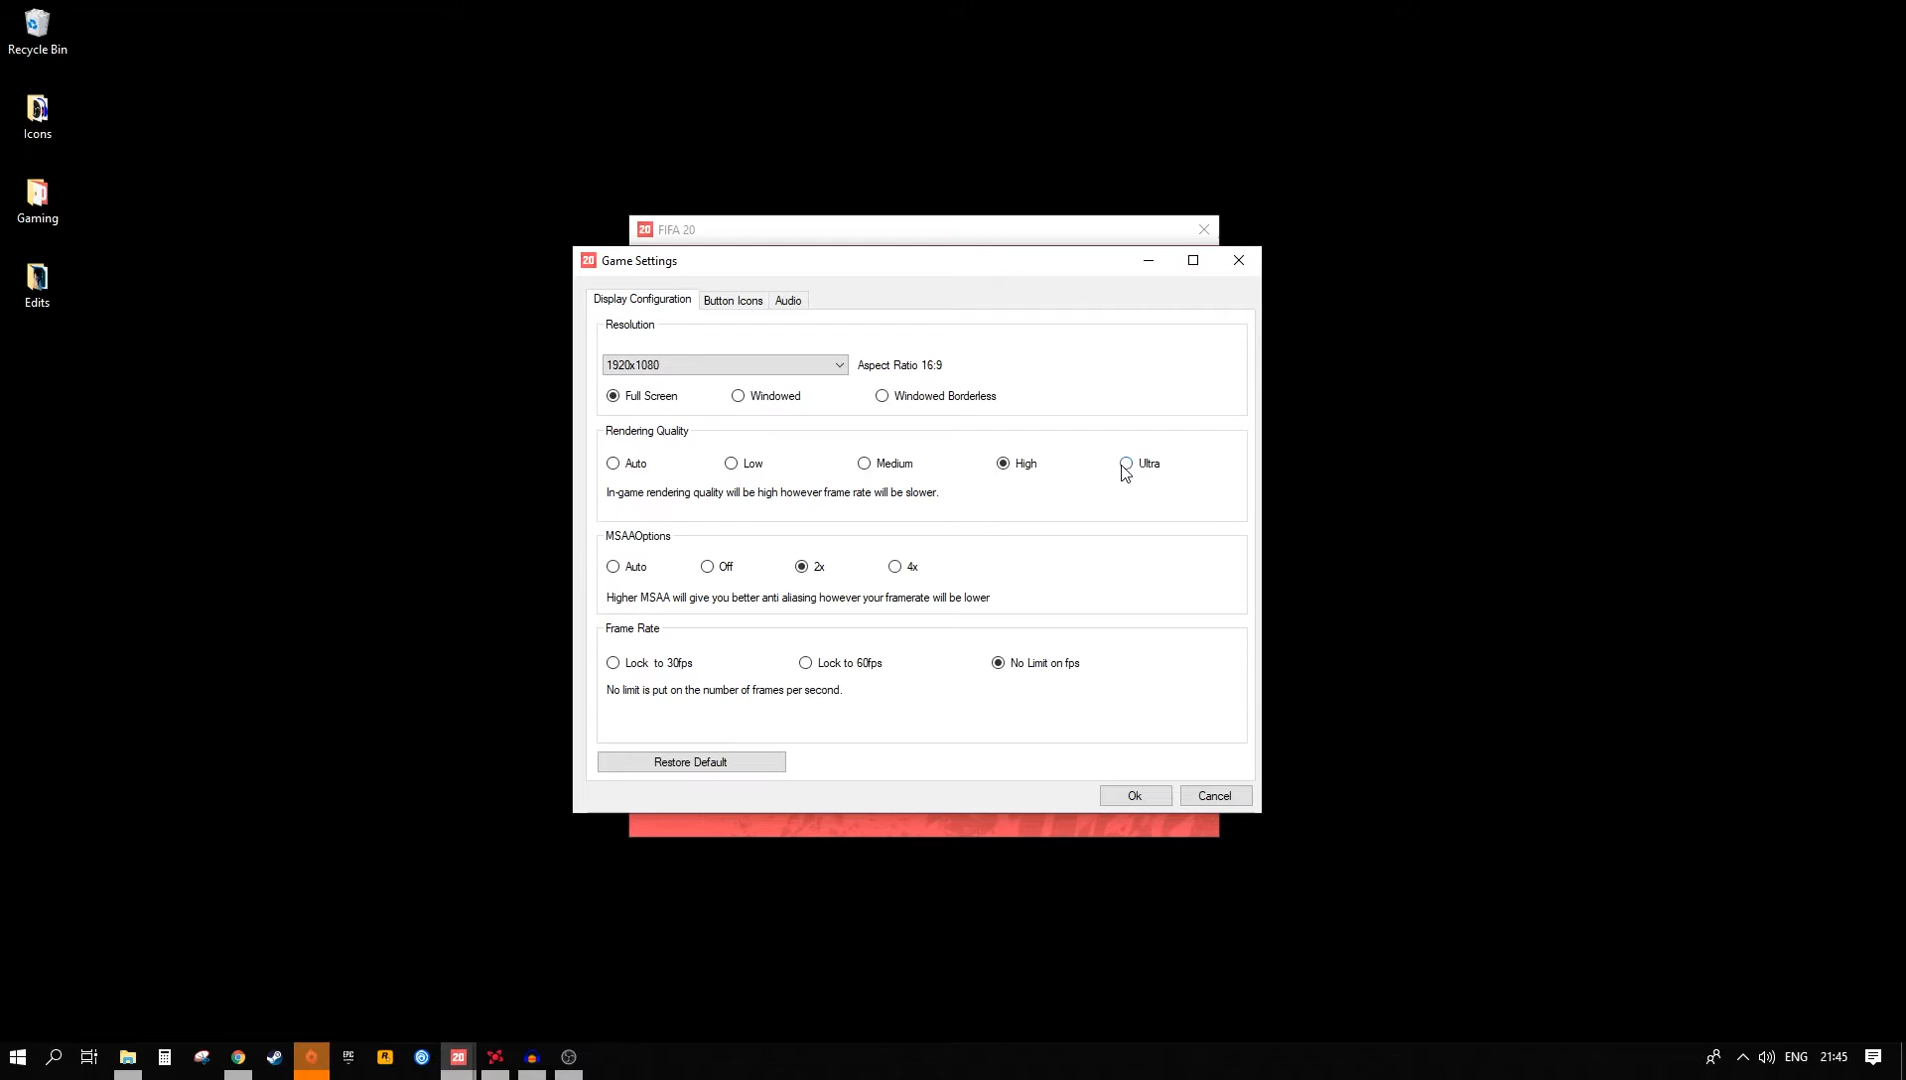 Recycle Bin
Icons
Gaming
Edits
20 FIFA 20
20 Game Settings
Display Configuration Button Icons Audio
Resolution
1920x1080 Aspect Ratio 16:9
Full Screen Windowed Windowed Borderless
Rendering Quality
Auto Low Medium High Ultra
In-game rendering quality will be high however frame rate will be slower.
MSAAOptions
Auto Off 2x 4x
Higher MSAA will give you better anti aliasing however your framerate will be lower
Frame Rate
Lock to 30fps Lock to 60fps No Limit on fps
No limit is put on the number of frames per second.
Restore Default
Ok Cancel
EPIC R 20 ENG 21:45